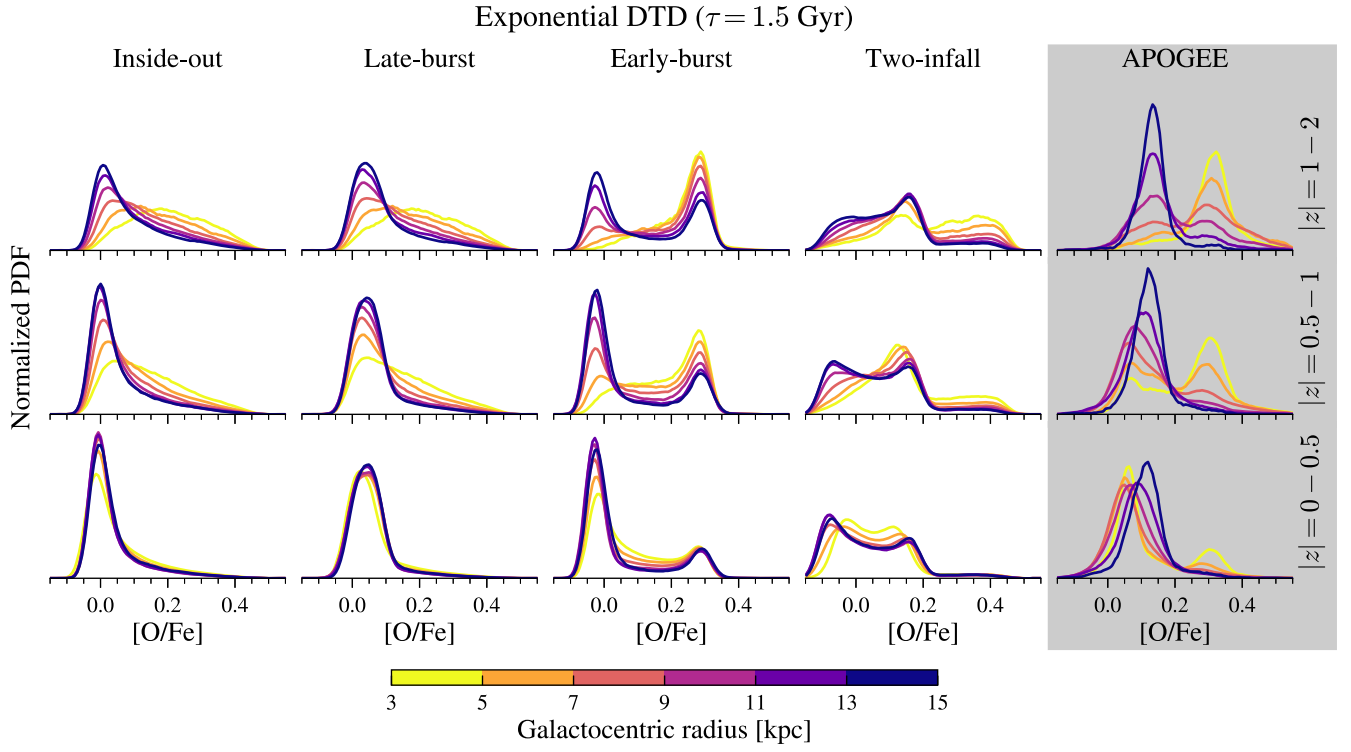 Exponential DTD (τ = 1.5 Gyr)
Inside-out
Late-burst
Early-burst
Two-infall
APOGEE
Normalized PDF
|z| = 1 − 2
|z| = 0.5 − 1
|z| = 0 − 0.5
0.0 0.2 0.4
0.0 0.2 0.4
0.0 0.2 0.4
0.0 0.2 0.4
0.0 0.2 0.4
[O/Fe]
[O/Fe]
[O/Fe]
[O/Fe]
[O/Fe]
3 5 7 9 11 13 15
Galactocentric radius [kpc]